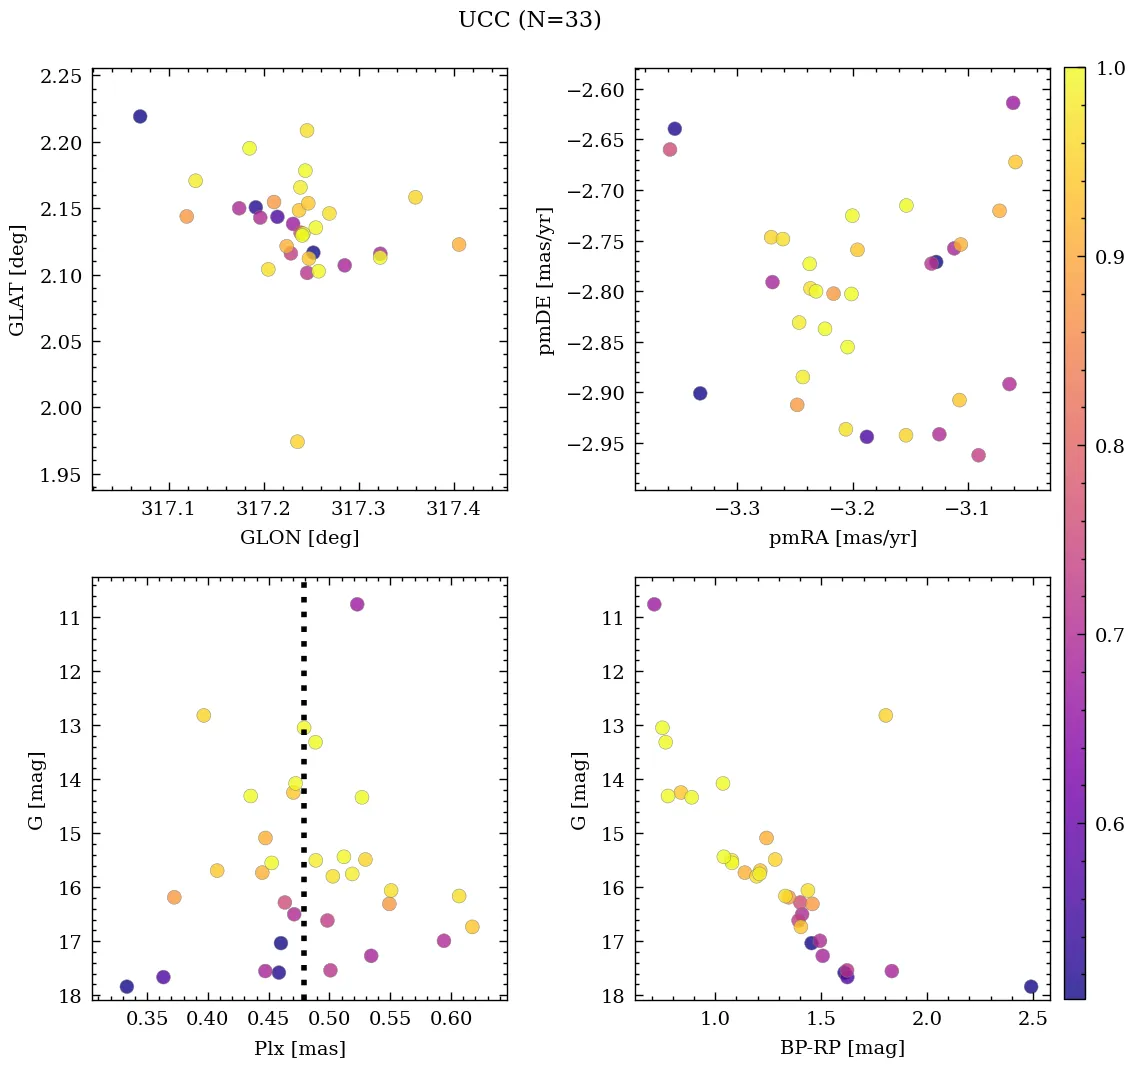 UCC (N=33)
2.25
2.20
2.15
2.10
2.05
2.00
1.95
GLAT [deg]
317.1 317.2 317.3 317.4
GLON [deg]
−2.60
−2.65
−2.70
−2.75
−2.80
−2.85
−2.90
−2.95
pmDE [mas/yr]
−3.3 −3.2 −3.1
pmRA [mas/yr]
11
12
13
14
15
16
17
18
G [mag]
0.35 0.40 0.45 0.50 0.55 0.60
Plx [mas]
11
12
13
14
15
16
17
18
G [mag]
1.0 1.5 2.0 2.5
BP-RP [mag]
1.0
0.9
0.8
0.7
0.6